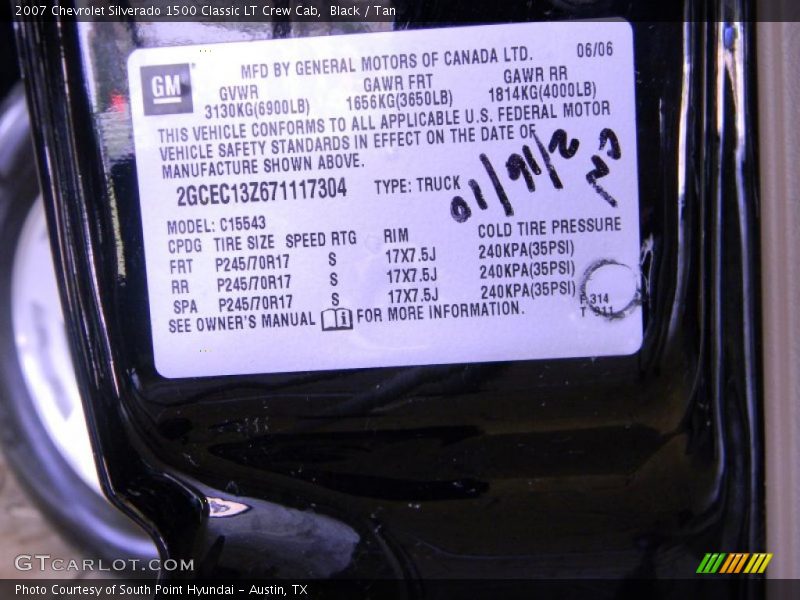 2007 Chevrolet Silverado 1500 Classic LT Crew Cab, Black / Tan
GM
MFD BY GENERAL MOTORS OF CANADA LTD. 06/06
GVWR GAWR FRT GAWR RR
3130KG(6900LB) 1656KG(3650LB) 1814KG(4000LB)
THIS VEHICLE CONFORMS TO ALL APPLICABLE U.S. FEDERAL MOTOR
VEHICLE SAFETY STANDARDS IN EFFECT ON THE DATE OF
MANUFACTURE SHOWN ABOVE.
2GCEC13Z671117304 TYPE: TRUCK
MODEL: C15543
CPDG TIRE SIZE SPEED RTG RIM COLD TIRE PRESSURE
FRT P245/70R17 S 17X7.5J 240KPA(35PSI)
RR P245/70R17 S 17X7.5J 240KPA(35PSI)
SPA P245/70R17 S 17X7.5J 240KPA(35PSI)
SEE OWNER'S MANUAL FOR MORE INFORMATION.
314
GTCARLOT.COM
Photo Courtesy of South Point Hyundai - Austin, TX